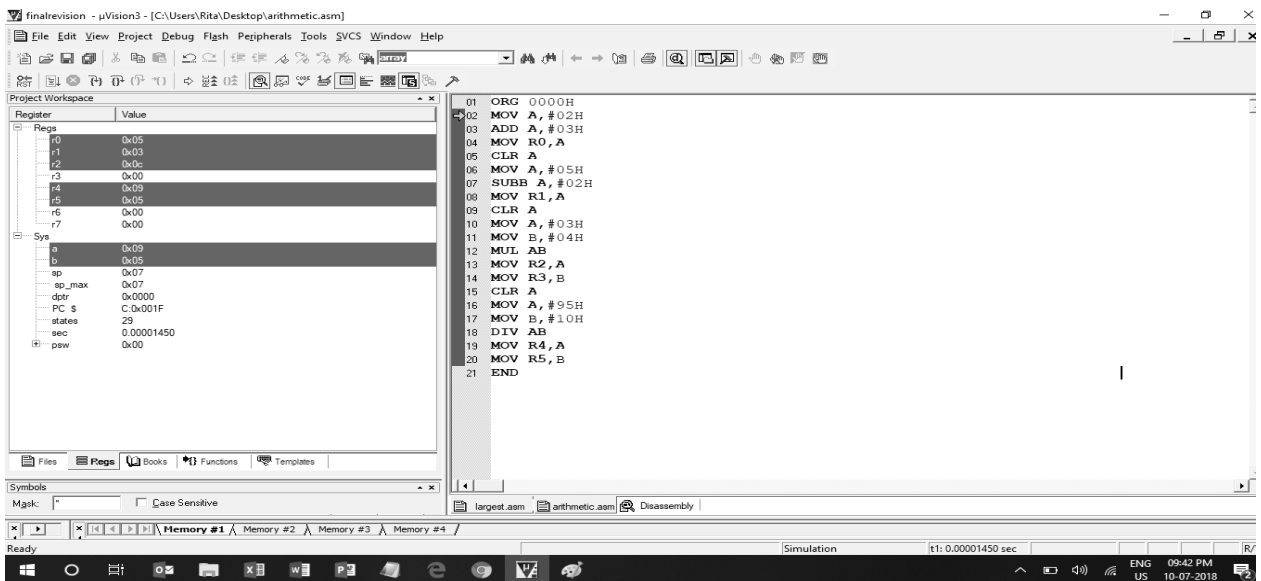 finalrevision - µVision3 - [C:\Users\Rita\Desktop\arithmetic.asm]
File Edit View Project Debug Flash Peripherals Tools SVCS Window Help
Project Workspace
Register Value
Regs
r0 0x05
r1 0x03
r2 0x0c
r3 0x00
r4 0x09
r5 0x05
r6 0x00
r7 0x00
Sys
a 0x09
b 0x05
sp 0x07
sp_max 0x07
dptr 0x0000
PC $ C:0x001F
states 29
sec 0.00001450
psw 0x00
Files Regs Books Functions Templates
Symbols
Mask: * Case Sensitive
01 ORG 0000H
02 MOV A,#02H
03 ADD A,#03H
04 MOV R0,A
05 CLR A
06 MOV A,#05H
07 SUBB A,#02H
08 MOV R1,A
09 CLR A
10 MOV A,#03H
11 MOV B,#04H
12 MUL AB
13 MOV R2,A
14 MOV R3,B
15 CLR A
16 MOV A,#95H
17 MOV B,#10H
18 DIV AB
19 MOV R4,A
20 MOV R5,B
21 END
largest.asm arithmetic.asm Disassembly
Memory #1 Memory #2 Memory #3 Memory #4
Ready Simulation t1: 0.00001450 sec R/
ENG 09:42 PM
US 10-07-2018